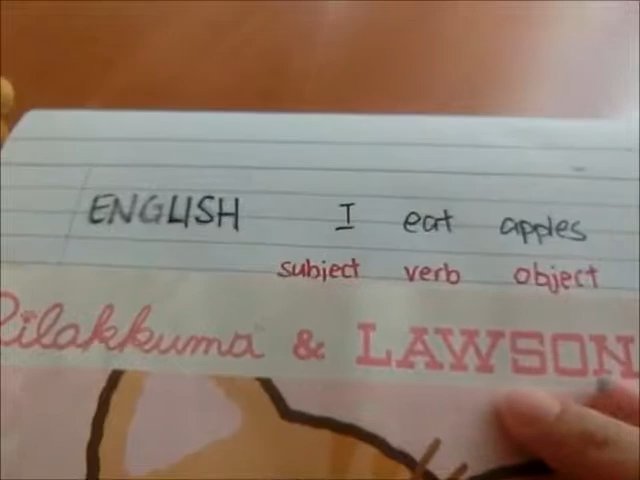 ENGLISH I eat apples
subject verb object
Rilakkuma & LAWSON